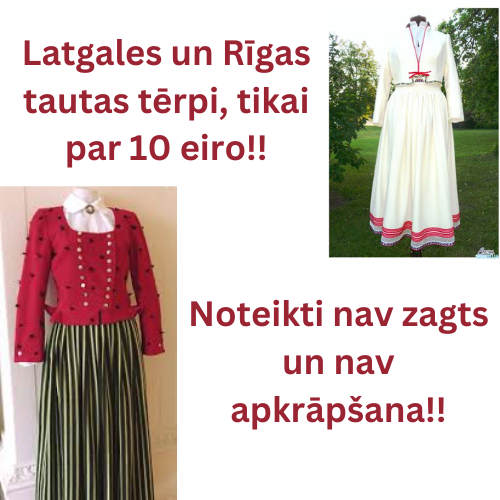 Latgales un Rīgas
tautas tērpi, tikai
par 10 eiro!!
Noteikti nav zagts
un nav
apkrāpšana!!